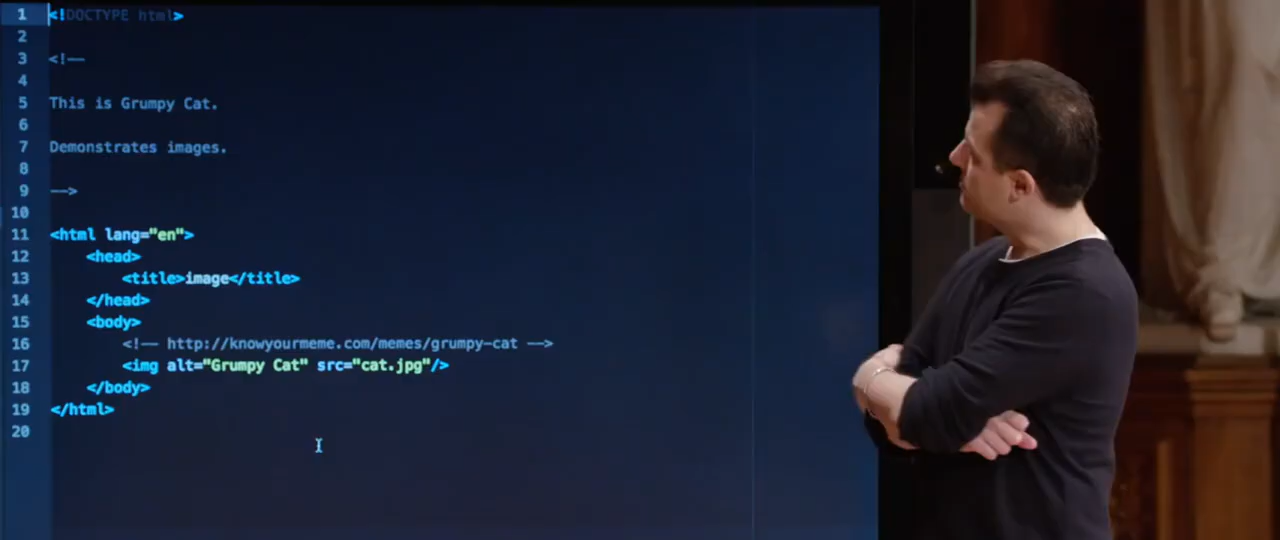 1 <!DOCTYPE html>
2
3 <!--
4
5 This is Grumpy Cat.
6
7 Demonstrates images.
8
9 -->
10
11 <html lang="en">
12 <head>
13 <title>image</title>
14 </head>
15 <body>
16 <!-- http://knowyourmeme.com/memes/grumpy-cat -->
17 <img alt="Grumpy Cat" src="cat.jpg"/>
18 </body>
19 </html>
20